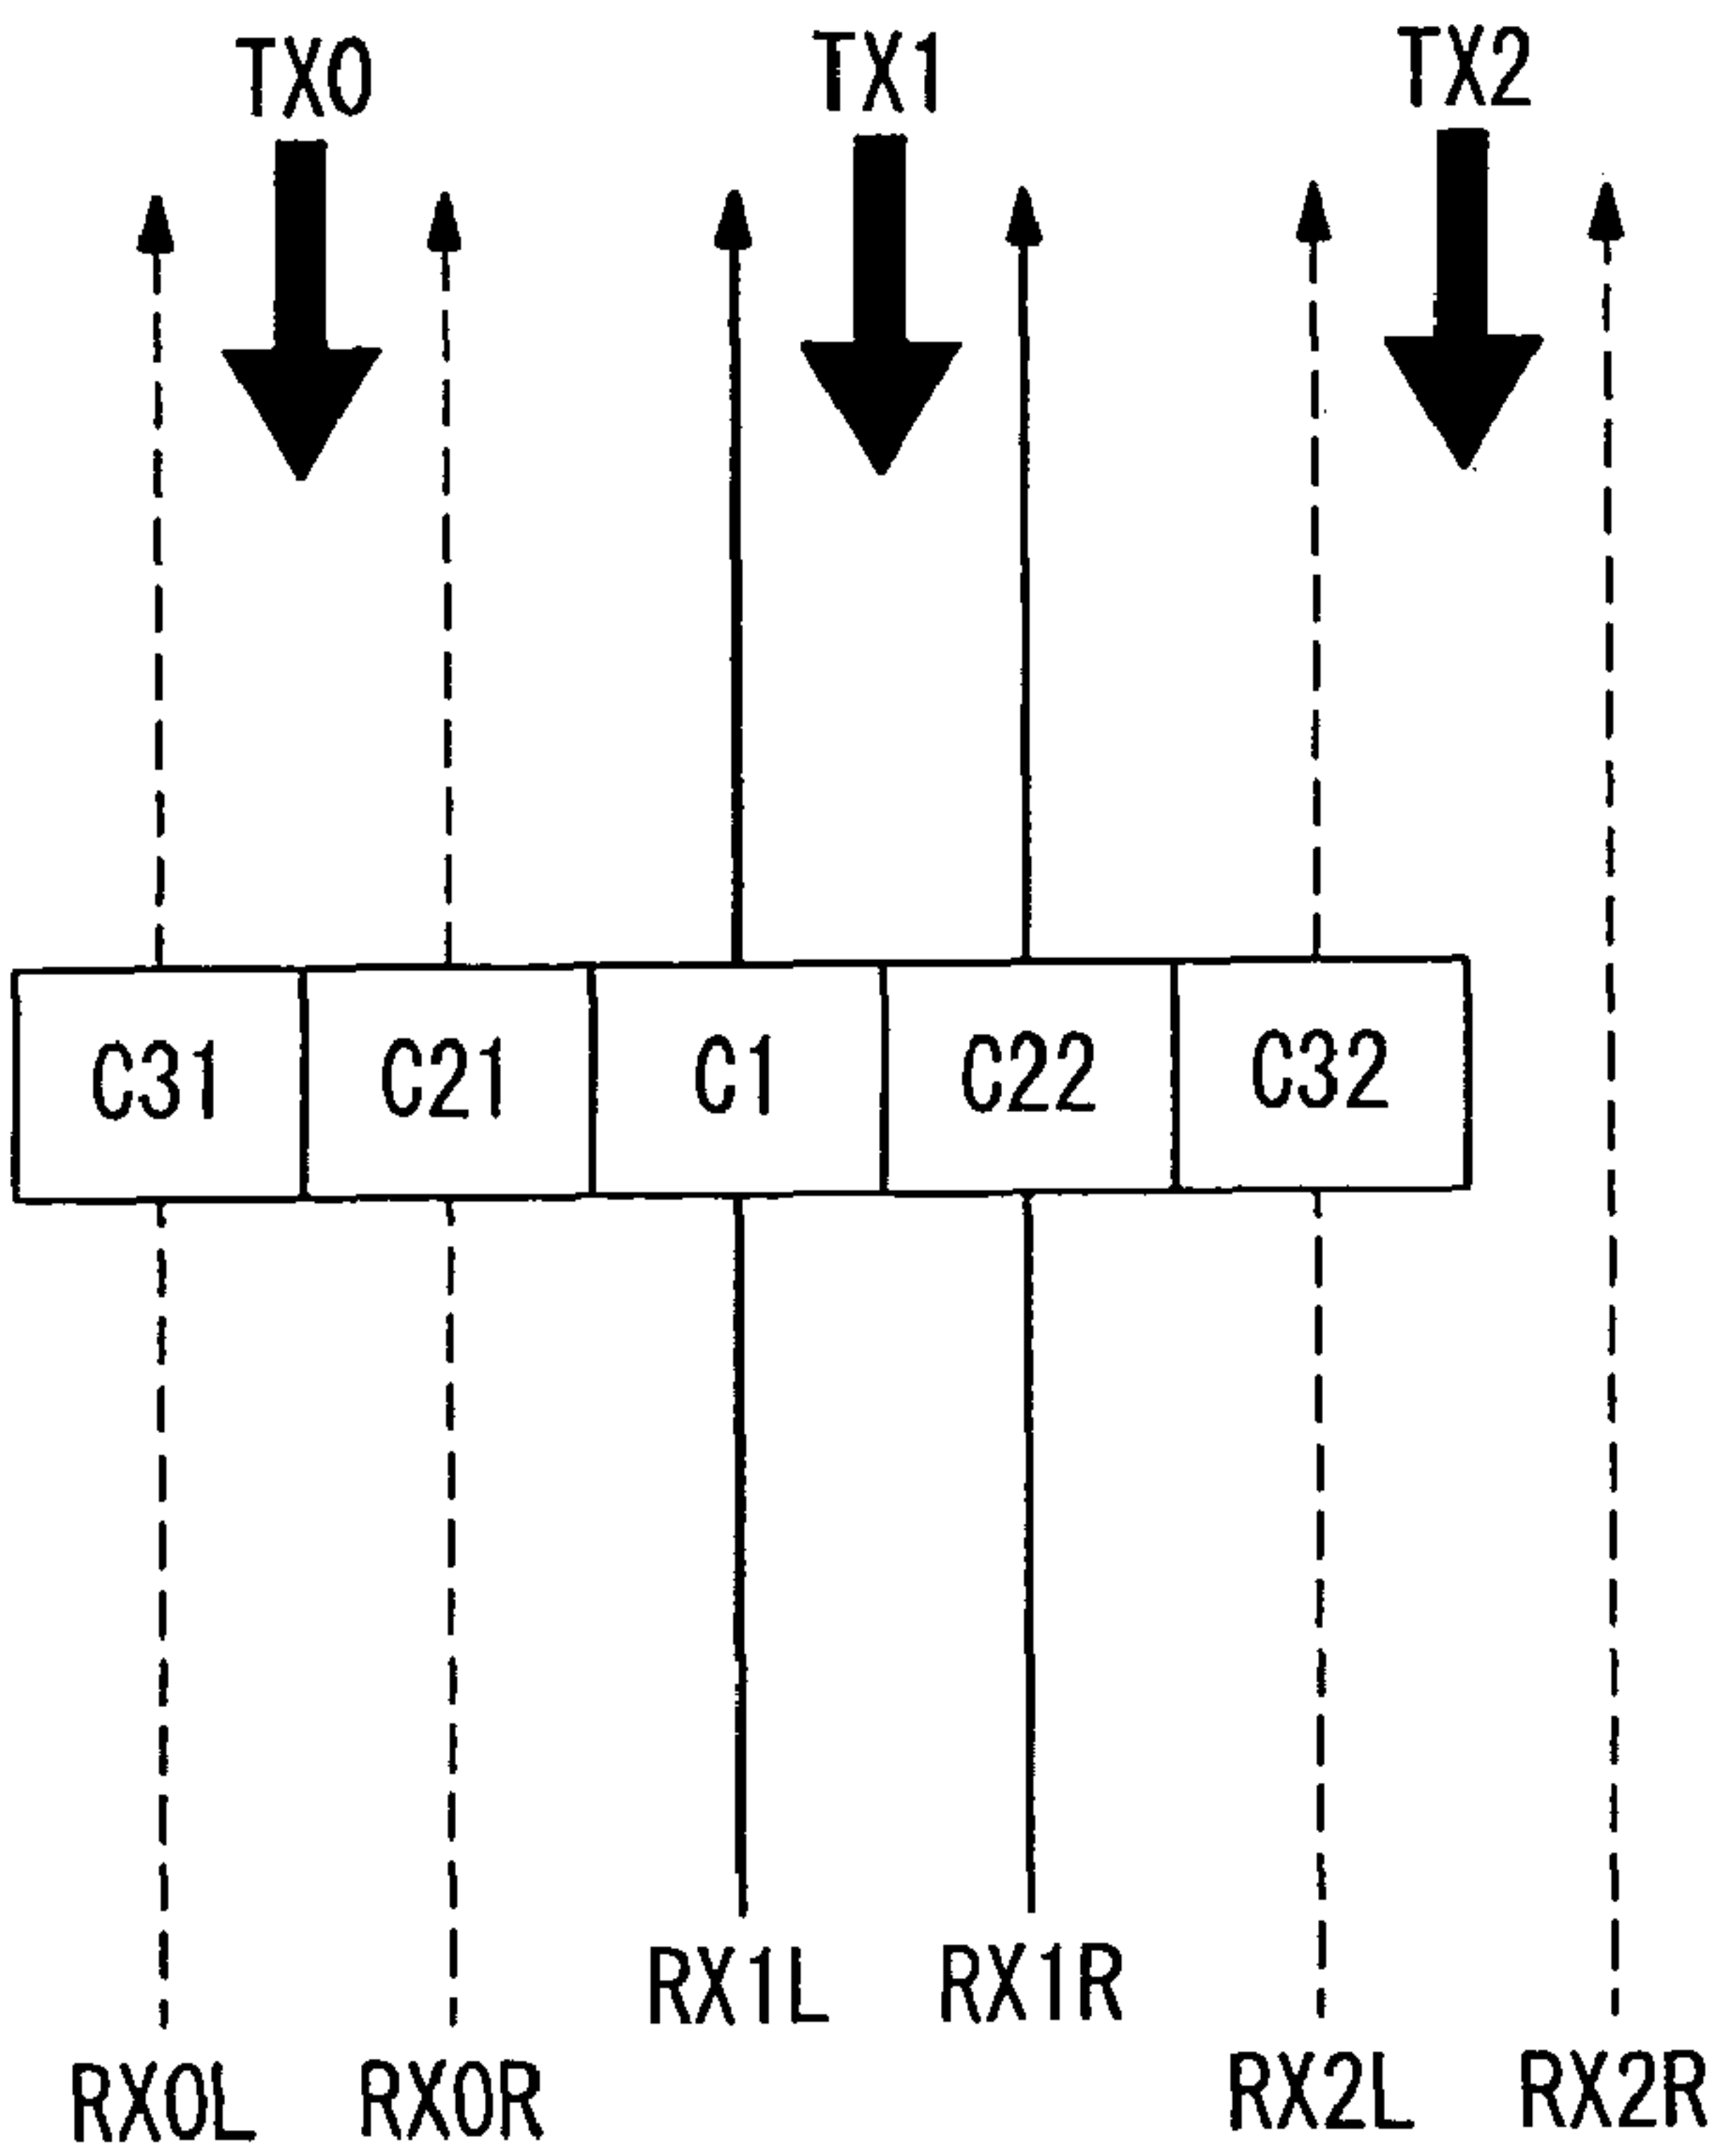 TX0 TX1 TX2
C31 C21 C1 C22 C32
RX1L RX1R
RX0L RX0R RX2L RX2R